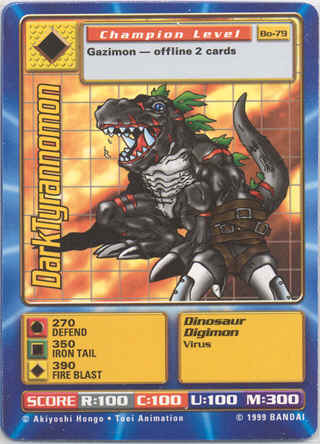 Champion Level
Bo-79
Gazimon — offline 2 cards
DarkTyrannomon
270
DEFEND
350
IRON TAIL
390
FIRE BLAST
Dinosaur
Digimon
Virus
SCORE R:100 C:100 U:100 M:300
© Akiyoshi Hongo • Toei Animation © 1999 BANDAI